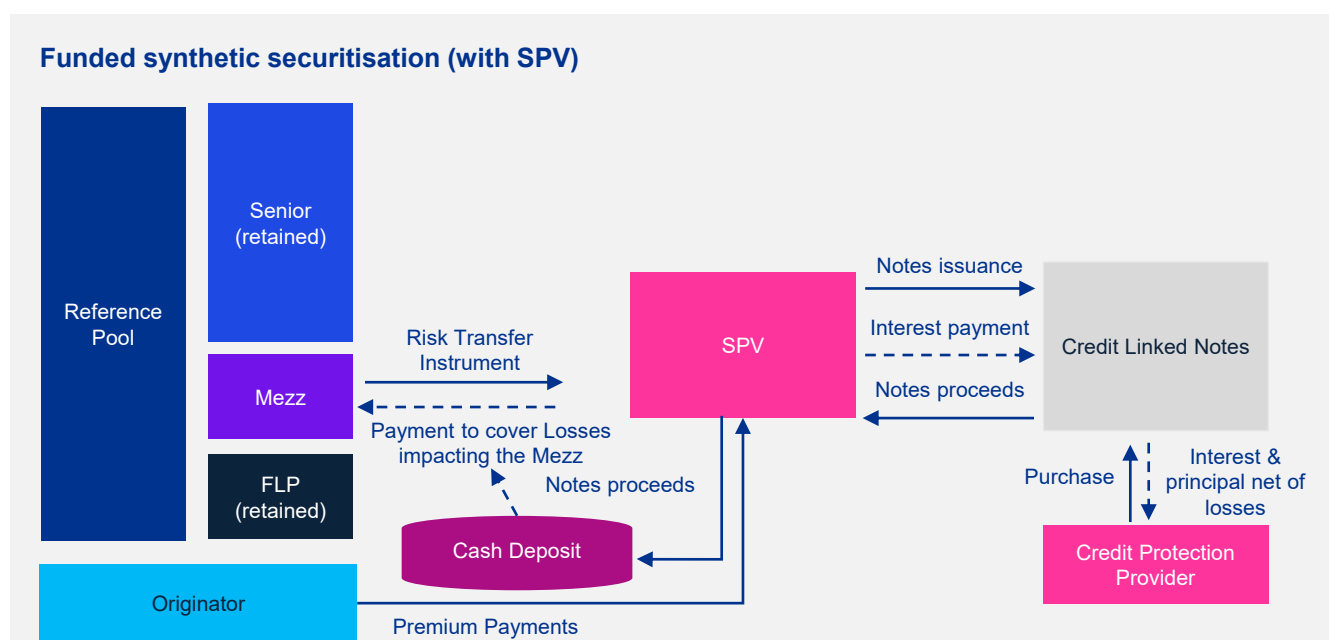 Funded synthetic securitisation (with SPV)
Reference
Pool
Senior
(retained)
Mezz
FLP
(retained)
Originator
Risk Transfer
Instrument
Payment to cover Losses
impacting the Mezz
Notes proceeds
Cash Deposit
Premium Payments
SPV
Notes issuance
Interest payment
Notes proceeds
Credit Linked Notes
Purchase
Interest &
principal net of
losses
Credit Protection
Provider